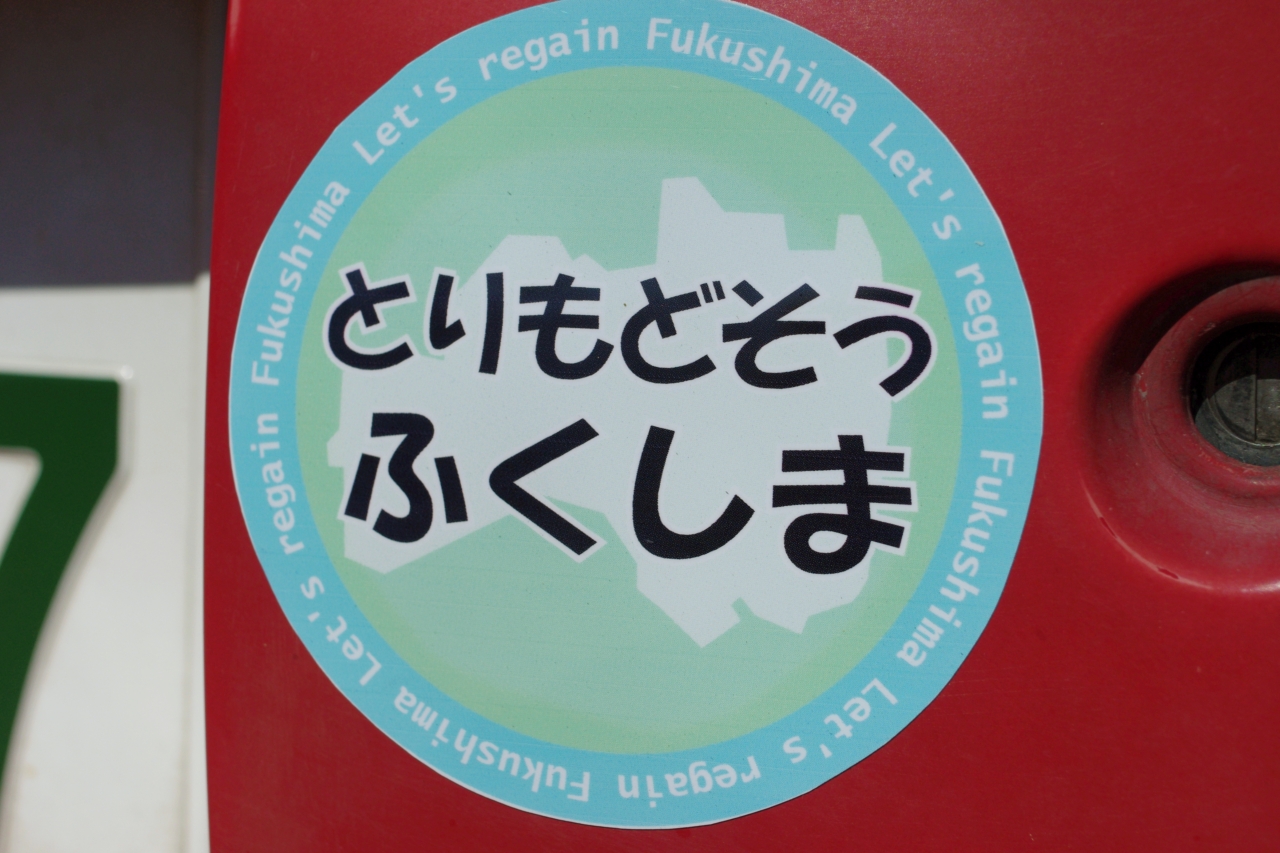 とりもどそう
ふくしま
Let's regain Fukushima Let's regain Fukushima Let's regain Fukushima Let's regain Fukushima
7